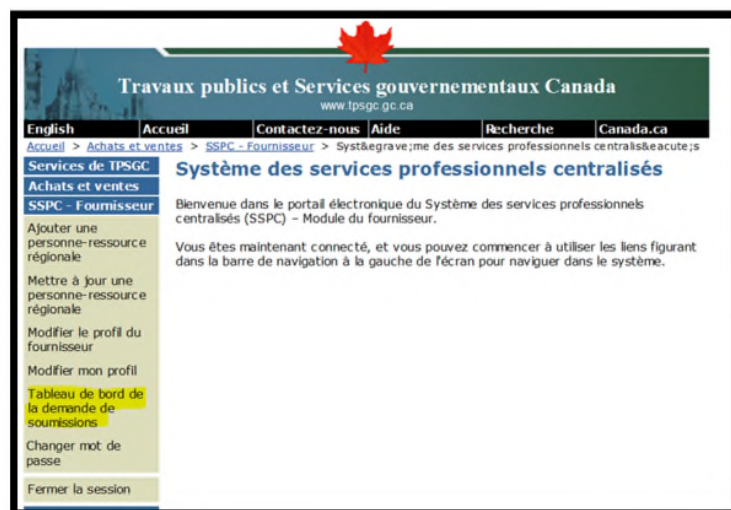 Travaux publics et Services gouvernementaux Canada
www.tpsgc.gc.ca
English Accueil Contactez-nous Aide Recherche Canada.ca
Accueil > Achats et ventes > SSPC - Fournisseur > Syst&egrave;me des services professionnels centralis&eacute;s
Services de TPSGC
Achats et ventes
SSPC - Fournisseur
Ajouter une
personne-ressource
régionale
Mettre à jour une
personne-ressource
régionale
Modifier le profil du
fournisseur
Modifier mon profil
Tableau de bord de
la demande de
soumissions
Changer mot de
passe
Fermer la session
Système des services professionnels centralisés
Bienvenue dans le portail électronique du Système des services professionnels
centralisés (SSPC) – Module du fournisseur.
Vous êtes maintenant connecté, et vous pouvez commencer à utiliser les liens figurant
dans la barre de navigation à la gauche de l'écran pour naviguer dans le système.